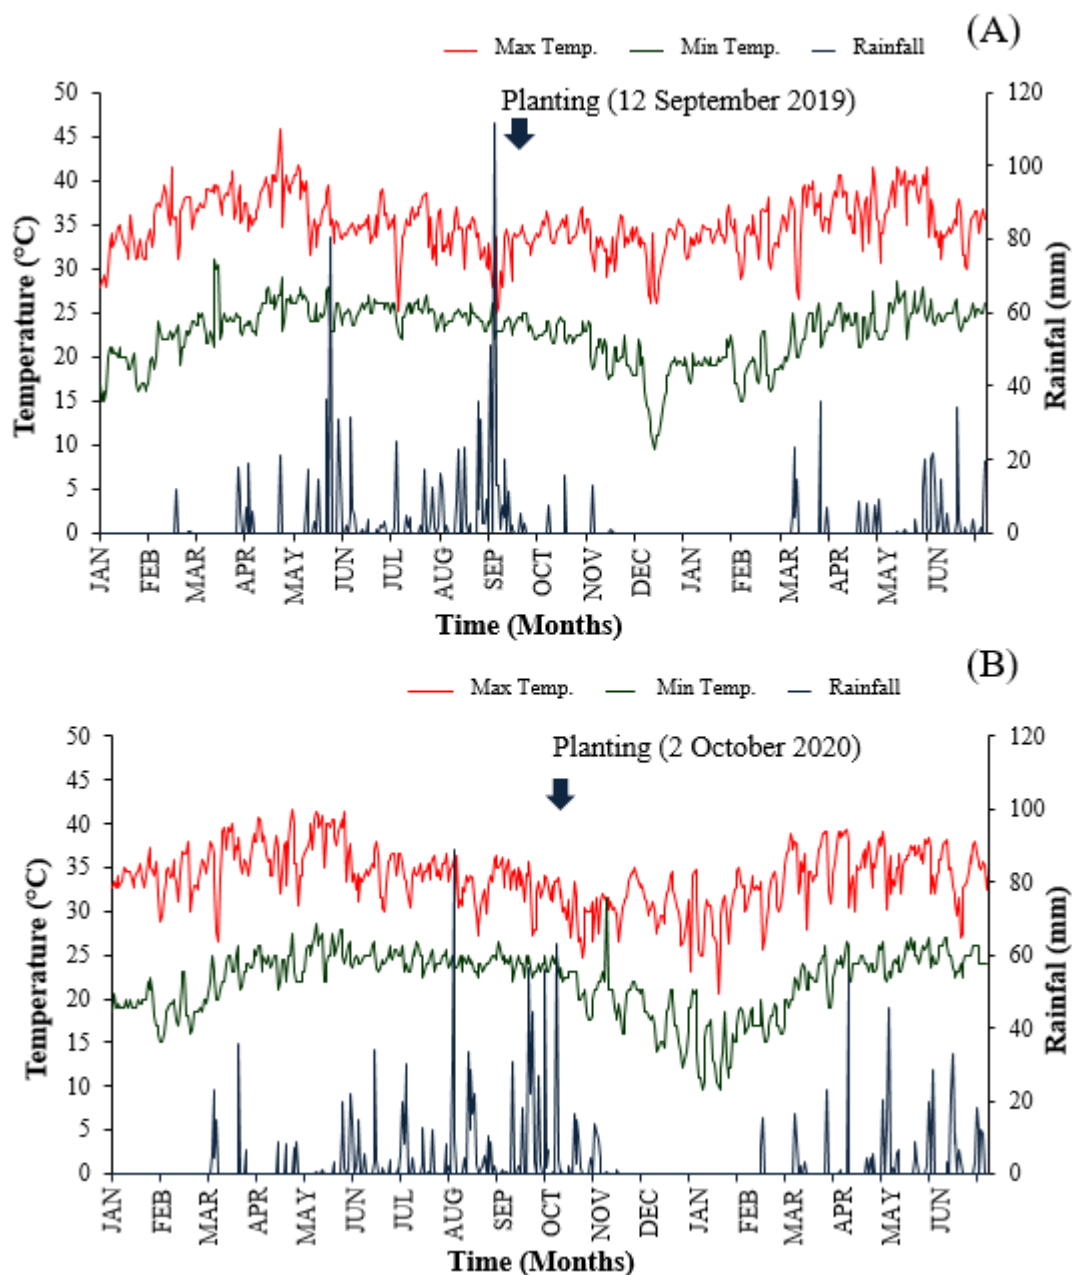 (A)
Max Temp. Min Temp. Rainfall
Planting (12 September 2019)
50 45 40 35 30 25 20 15 10 5 0
Temperature (°C)
120 100 80 60 40 20 0
Rainfal (mm)
JAN FEB MAR APR MAY JUN JUL AUG SEP OCT NOV DEC JAN FEB MAR APR MAY JUN
Time (Months)
(B)
Max Temp. Min Temp. Rainfall
Planting (2 October 2020)
50 45 40 35 30 25 20 15 10 5 0
Temperature (°C)
120 100 80 60 40 20 0
Rainfal (mm)
JAN FEB MAR APR MAY JUN JUL AUG SEP OCT NOV DEC JAN FEB MAR APR MAY JUN
Time (Months)